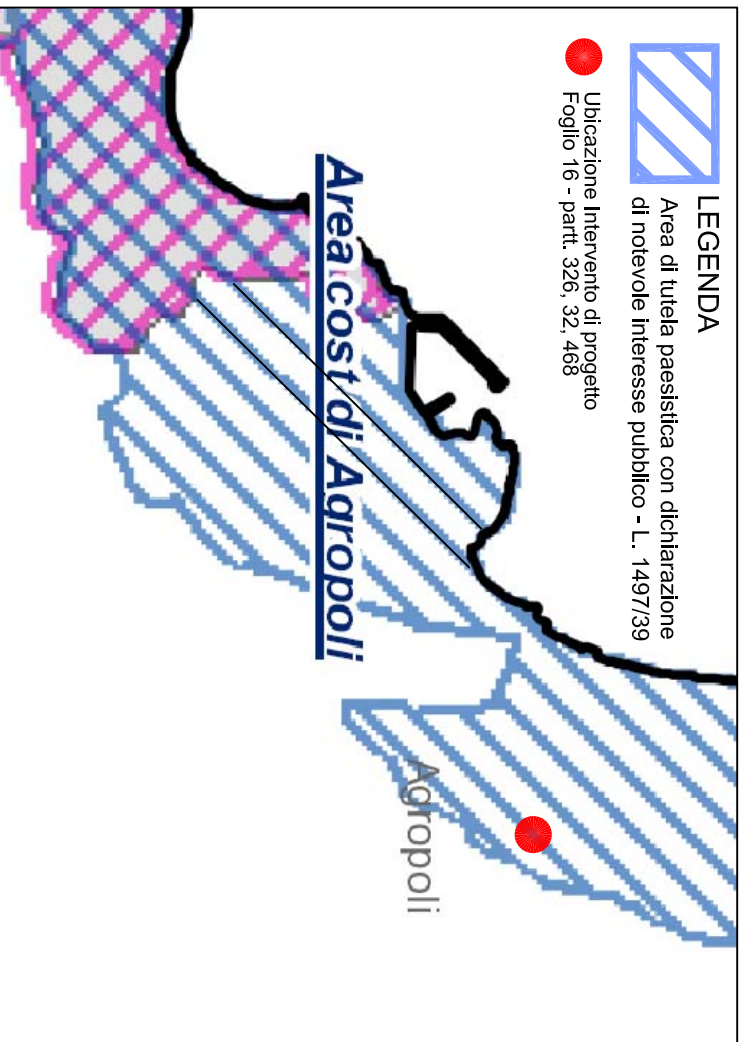 LEGENDA
Area di tutela paesistica con dichiarazione
di notevole interesse pubblico - L. 1497/39
Ubicazione Intervento di progetto
Foglio 16 - partt. 326, 32, 468
Area cost di Agropoli
Agropoli